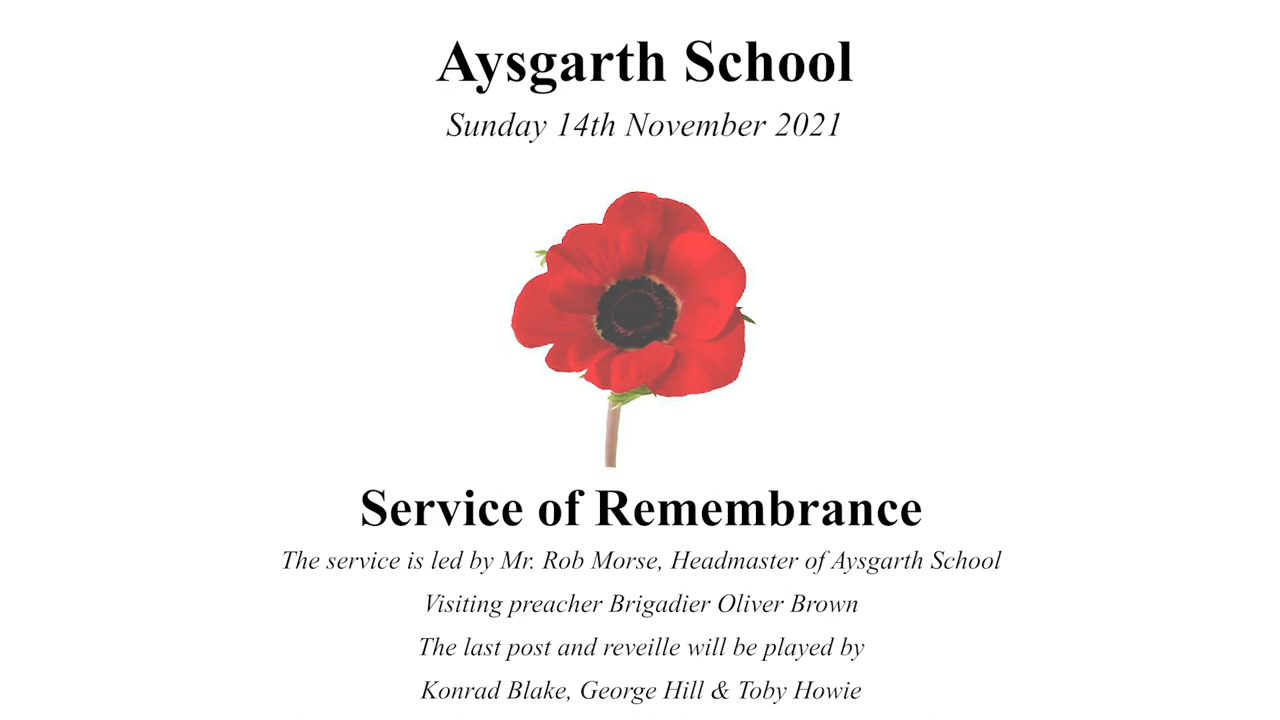 Aysgarth School
Sunday 14th November 2021
Service of Remembrance
The service is led by Mr. Rob Morse, Headmaster of Aysgarth School
Visiting preacher Brigadier Oliver Brown
The last post and reveille will be played by
Konrad Blake, George Hill & Toby Howie